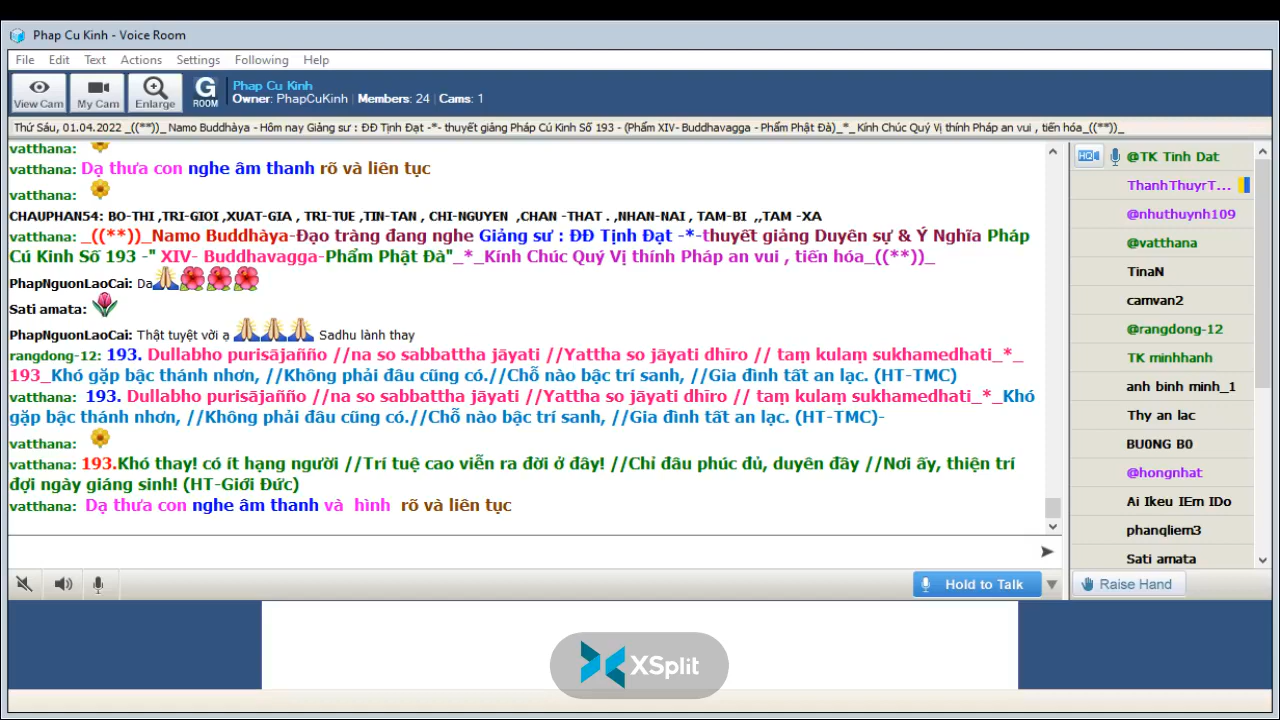 Phap Cu Kinh - Voice Room
File Edit Text Actions Settings Following Help
View Cam My Cam Enlarge G ROOM
Phap Cu Kinh
Owner: PhapCuKinh | Members: 24 | Cams: 1
Thứ Sáu, 01.04.2022 _((**))_ Namo Buddhàya - Hôm nay Giảng sư : ĐĐ Tịnh Đạt -*- thuyết giảng Pháp Cú Kinh Số 193 - (Phẩm XIV- Buddhavagga - Phẩm Phật Đà)_*_ Kính Chúc Quý Vị thính Pháp an vui , tiến hóa_((**))_
vatthana:
vatthana: Dạ thưa con nghe âm thanh rõ và liên tục
vatthana:
CHAUPHAN54: BO-THI ,TRI-GIOI ,XUAT-GIA , TRI-TUE ,TIN-TAN , CHI-NGUYEN ,CHAN -THAT . ,NHAN-NAI , TAM-BI ,,TAM -XA
vatthana: _((**))_Namo Buddhàya-Đạo tràng đang nghe Giảng sư : ĐĐ Tịnh Đạt -*-thuyết giảng Duyên sự & Ý Nghĩa Pháp
Cú Kinh Số 193 -" XIV- Buddhavagga-Phẩm Phật Đà"_*_Kính Chúc Quý Vị thính Pháp an vui , tiến hóa_((**))_
PhapNguonLaoCai: Da
Sati amata:
PhapNguonLaoCai: Thật tuyệt vời ạ Sadhu lành thay
rangdong-12: 193. Dullabho purisājañño //na so sabbattha jāyati //Yattha so jāyati dhīro // taṃ kulaṃ sukhamedhati_*_
193_Khó gặp bậc thánh nhơn, //Không phải đâu cũng có.//Chỗ nào bậc trí sanh, //Gia đình tất an lạc. (HT-TMC)
vatthana: 193. Dullabho purisājañño //na so sabbattha jāyati //Yattha so jāyati dhīro // taṃ kulaṃ sukhamedhati_*_Khó
gặp bậc thánh nhơn, //Không phải đâu cũng có.//Chỗ nào bậc trí sanh, //Gia đình tất an lạc. (HT-TMC)-
vatthana:
vatthana: 193.Khó thay! có ít hạng người //Trí tuệ cao viễn ra đời ở đây! //Chỉ đâu phúc đủ, duyên đây //Nơi ấy, thiện trí
đợi ngày giáng sinh! (HT-Giới Đức)
vatthana: Dạ thưa con nghe âm thanh và hình rõ và liên tục
HQ @TK Tinh Dat
ThanhThuyrT...
@nhuthuynh109
@vatthana
TinaN
camvan2
@rangdong-12
TK minhhanh
anh binh minh_1
Thy an lac
BU0NG B0
@hongnhat
Ai lkeu IEm IDo
phanqliem3
Sati amata
Hold to Talk
Raise Hand
XSplit